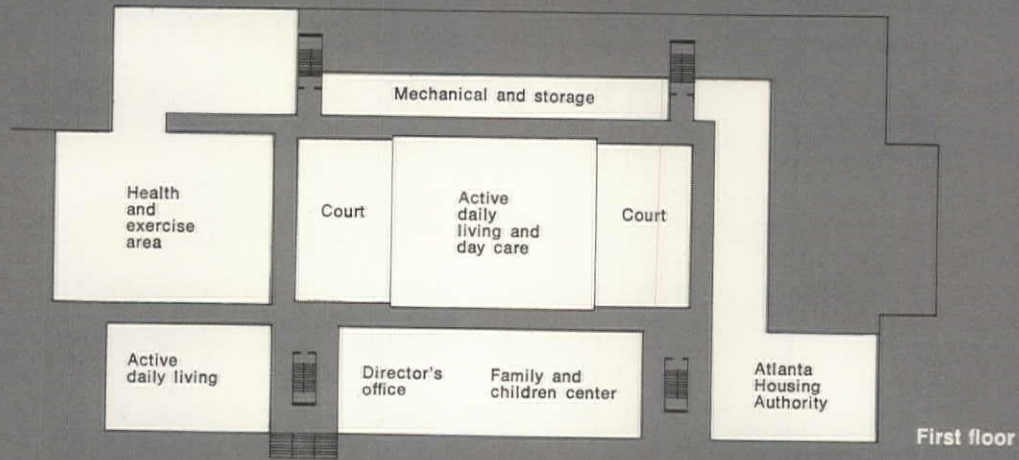 Mechanical and storage
Health
and
exercise
area
Court
Active
daily
living and
day care
Court
Active
daily living
Director's
office
Family and
children center
Atlanta
Housing
Authority
First floor